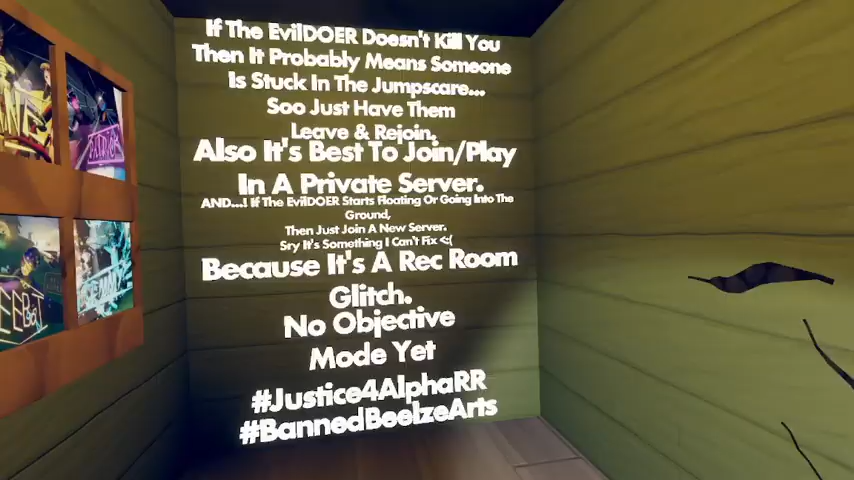 If The EvilDOER Doesn't Kill You
Then It Probably Means Someone
Is Stuck In The Jumpscare...
Soo Just Have Them
Leave & Rejoin.
Also It's Best To Join/Play
In A Private Server.
AND...! If The EvilDOER Starts Floating Or Going Into The
Ground,
Then Just Join A New Server.
Sry It's Something I Can't Fix <(
Because It's A Rec Room
Glitch.
No Objective
Mode Yet
#Justice4AlphaRR
#BannedBeelzeArts